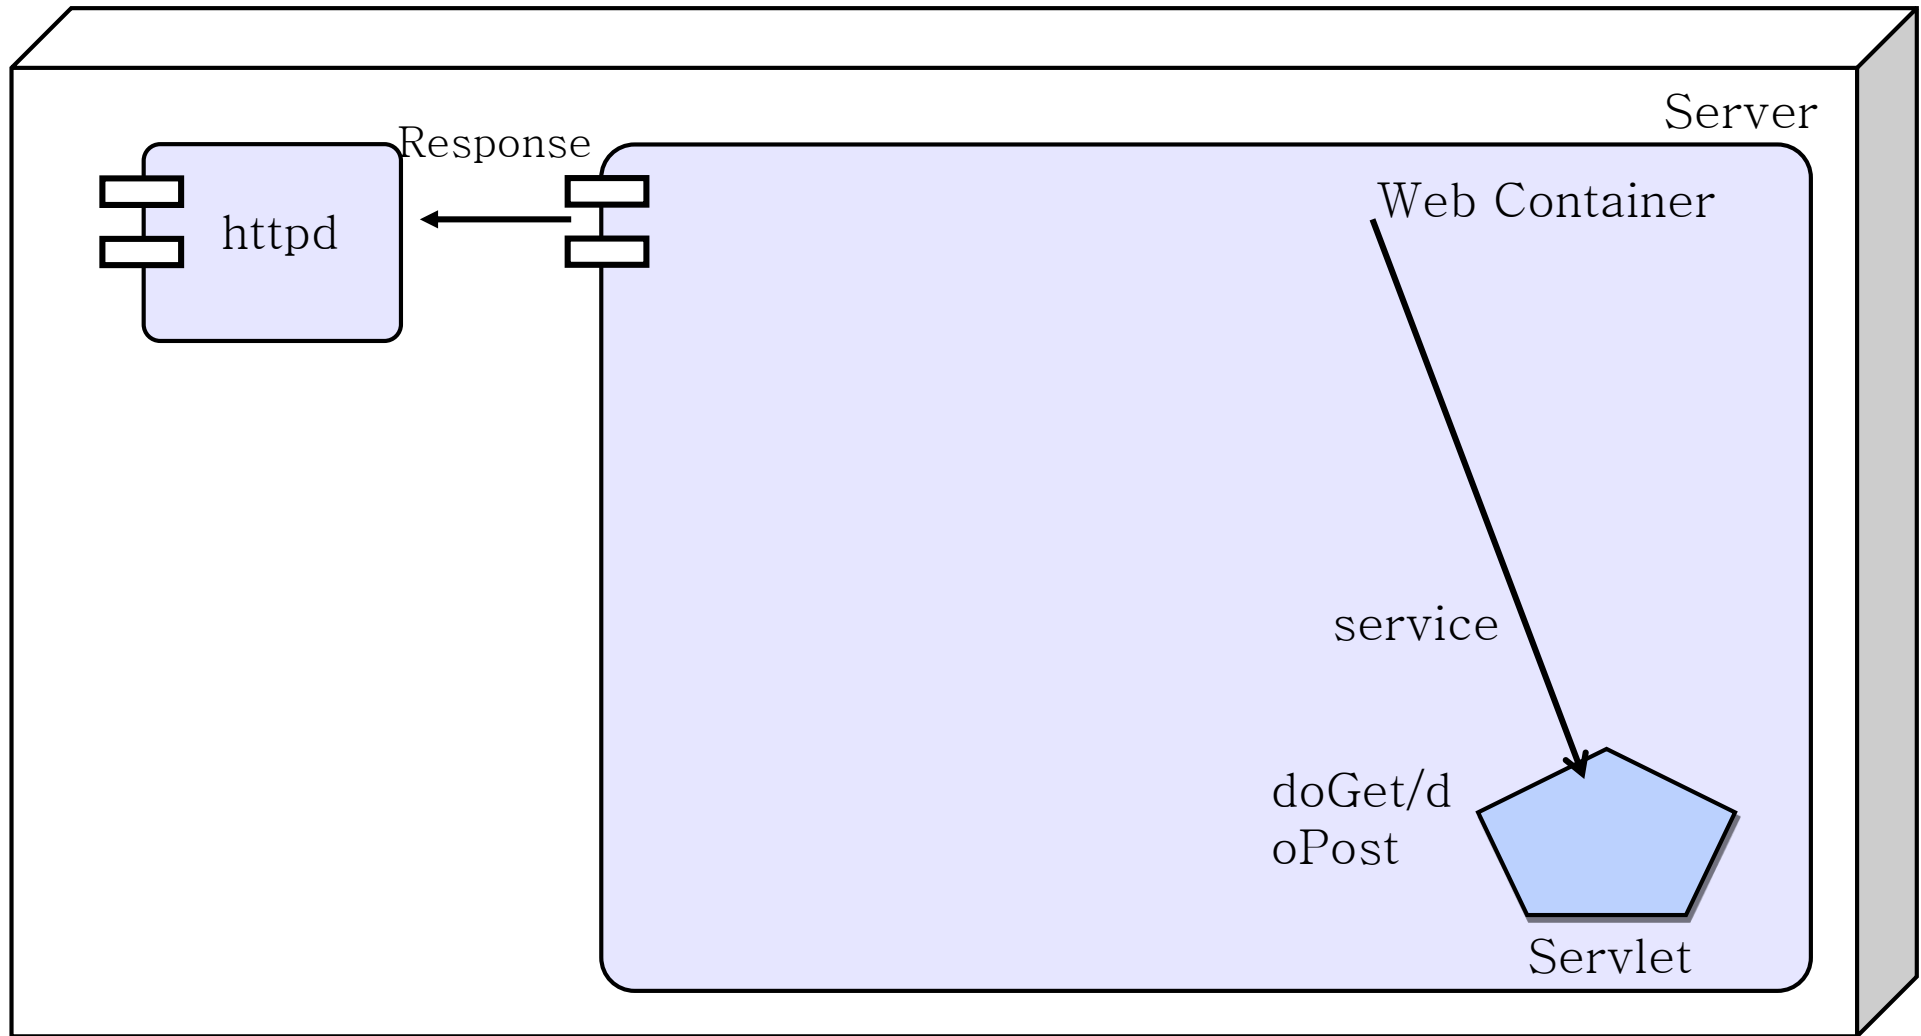 Server
Response
Web Container
httpd
service
doGet/d
oPost
Servlet